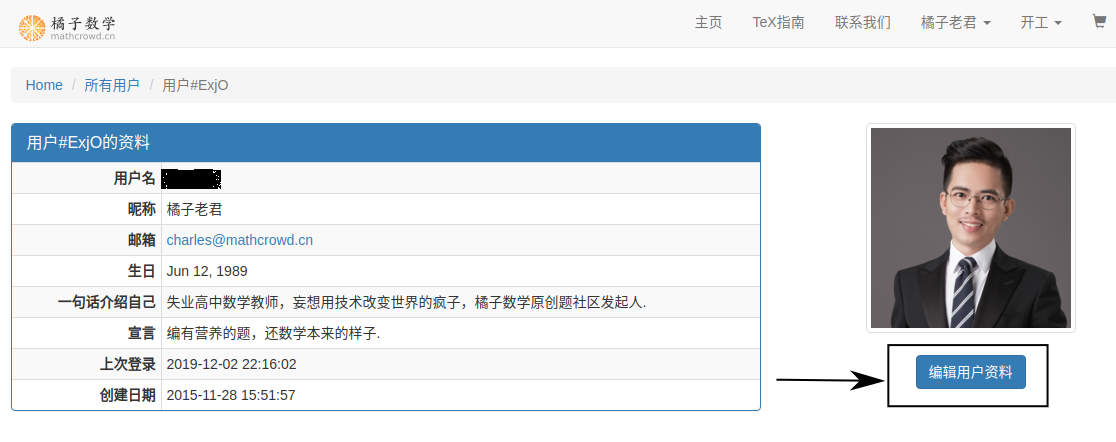 橘子数学
mathcrowd.cn
主页 TeX指南 联系我们 橘子老君 开工
Home / 所有用户 / 用户#ExjO
用户#ExjO的资料
用户名
昵称 橘子老君
邮箱 charles@mathcrowd.cn
生日 Jun 12, 1989
一句话介绍自己 失业高中数学教师，妄想用技术改变世界的疯子，橘子数学原创题社区发起人.
宣言 编有营养的题，还数学本来的样子.
上次登录 2019-12-02 22:16:02
创建日期 2015-11-28 15:51:57
编辑用户资料